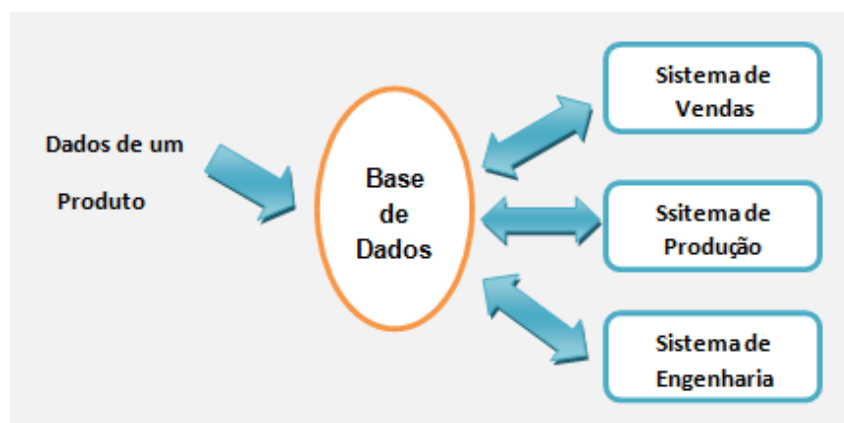 Dados de um
Produto
Base
de
Dados
Sistema de
Vendas
Ssitema de
Produção
Sistema de
Engenharia